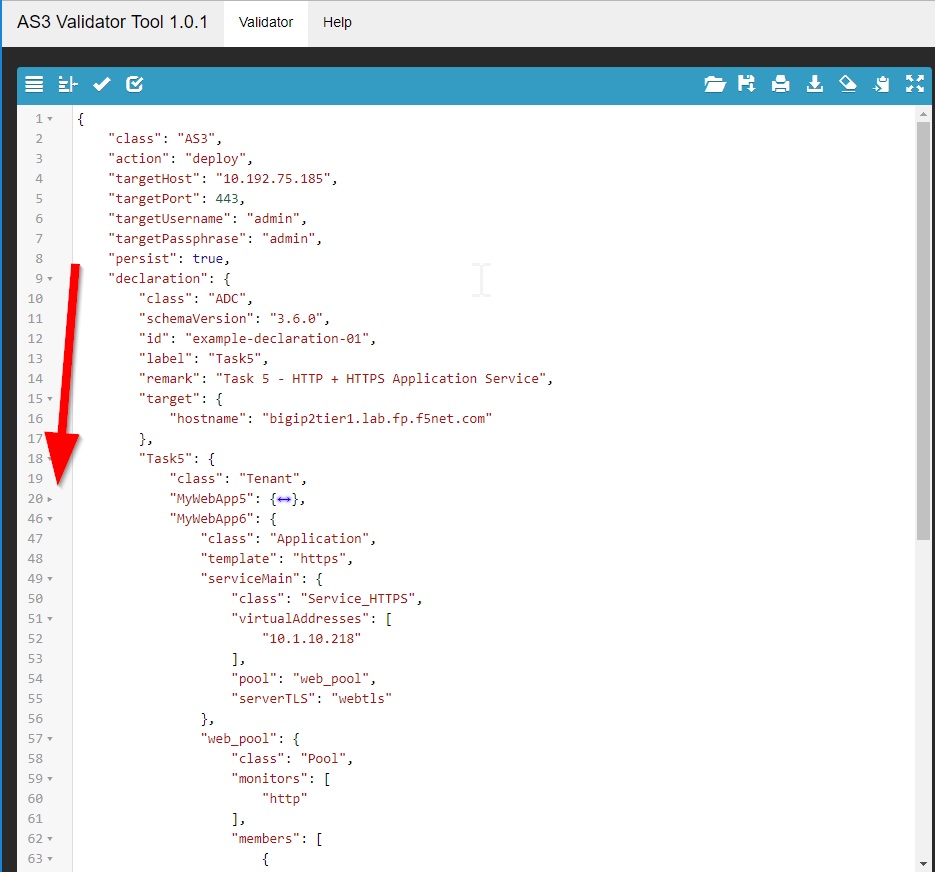 AS3 Validator Tool 1.0.1 Validator Help
1 {
2 "class": "AS3",
3 "action": "deploy",
4 "targetHost": "10.192.75.185",
5 "targetPort": 443,
6 "targetUsername": "admin",
7 "targetPassphrase": "admin",
8 "persist": true,
9 "declaration": {
10 "class": "ADC",
11 "schemaVersion": "3.6.0",
12 "id": "example-declaration-01",
13 "label": "Task5",
14 "remark": "Task 5 - HTTP + HTTPS Application Service",
15 "target": {
16 "hostname": "bigip2tier1.lab.fp.f5net.com"
17 },
18 "Task5": {
19 "class": "Tenant",
20 "MyWebApp5": {↔},
46 "MyWebApp6": {
47 "class": "Application",
48 "template": "https",
49 "serviceMain": {
50 "class": "Service_HTTPS",
51 "virtualAddresses": [
52 "10.1.10.218"
53 ],
54 "pool": "web_pool",
55 "serverTLS": "webtls"
56 },
57 "web_pool": {
58 "class": "Pool",
59 "monitors": [
60 "http"
61 ],
62 "members": [
63 {